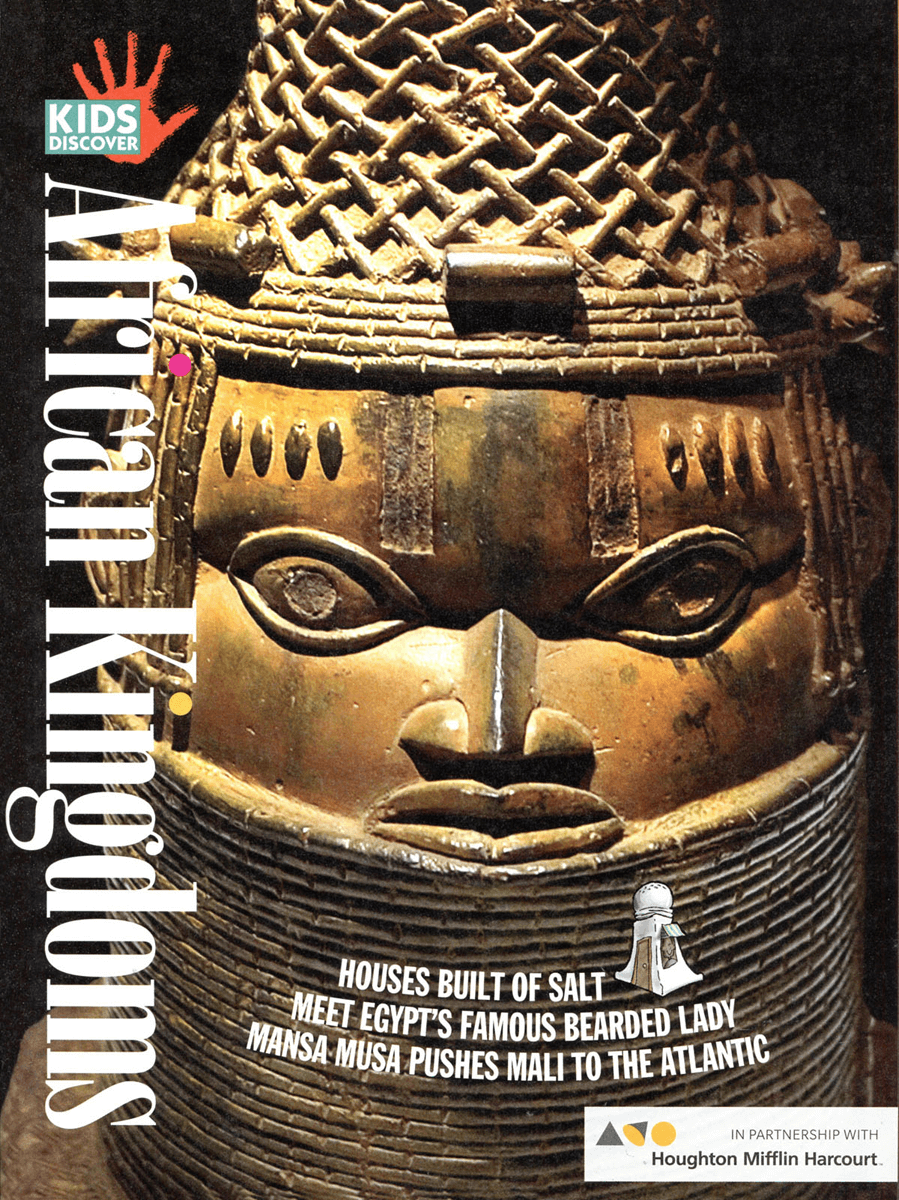 KIDS
DISCOVER
African Kingdoms
HOUSES BUILT OF SALT
MEET EGYPT'S FAMOUS BEARDED LADY
MANSA MUSA PUSHES MALI TO THE ATLANTIC
IN PARTNERSHIP WITH
Houghton Mifflin Harcourt